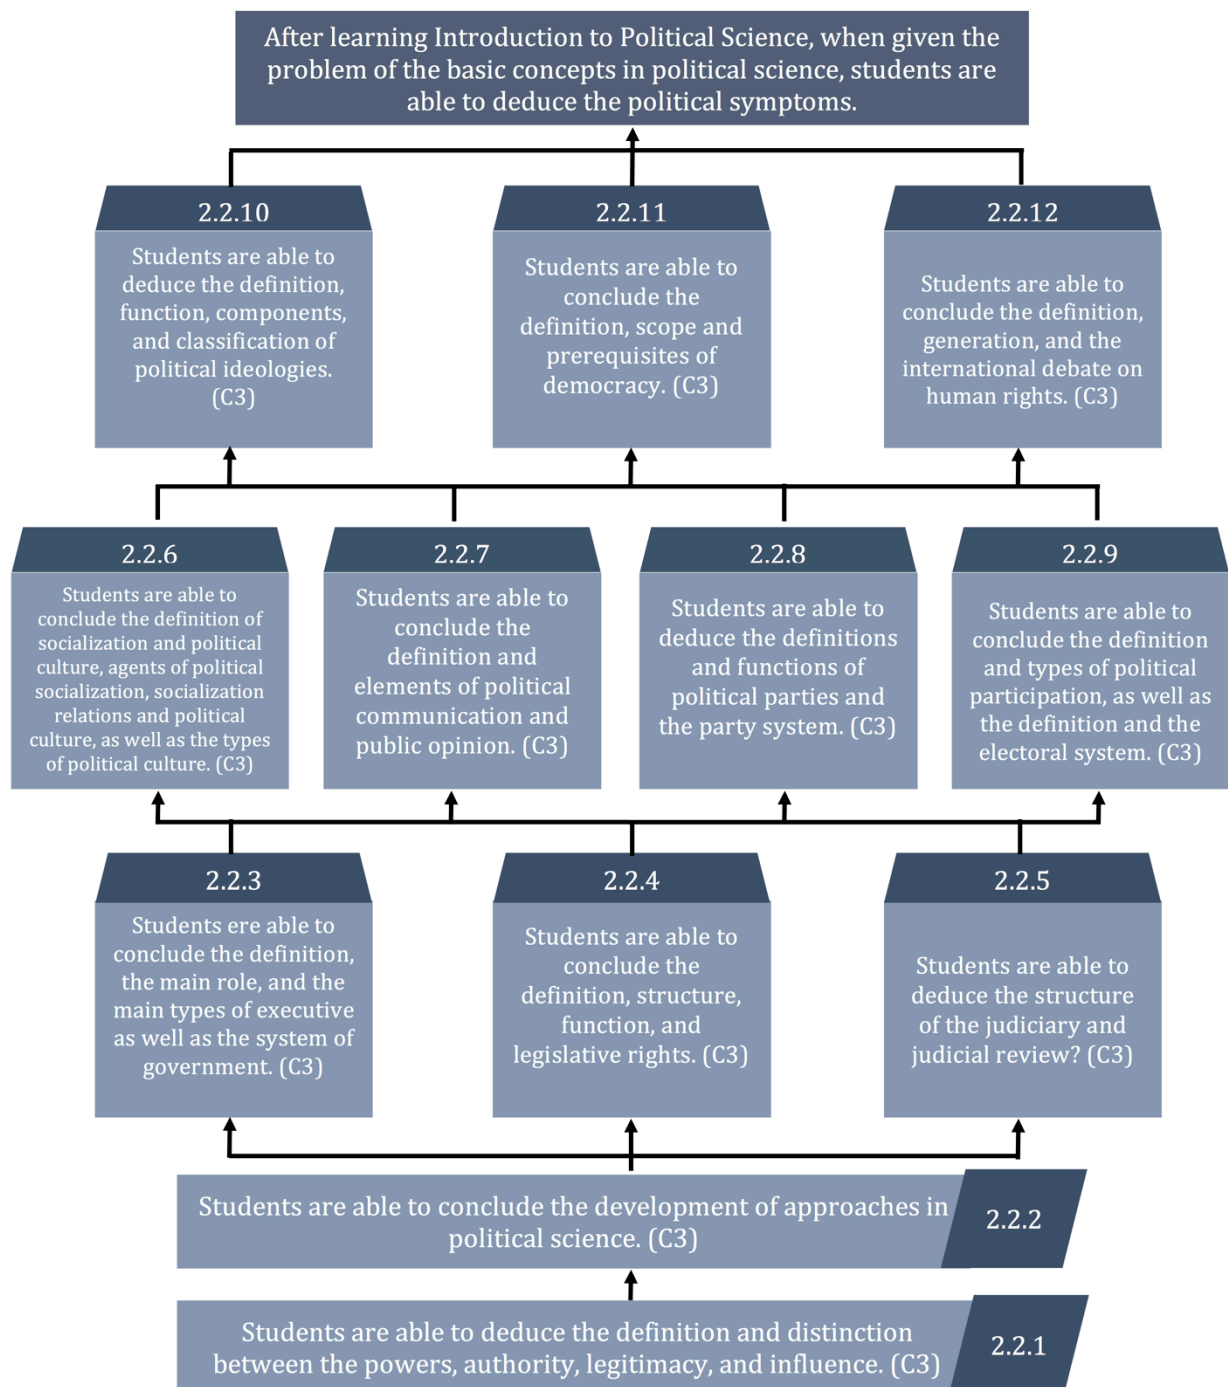 After learning Introduction to Political Science, when given the
problem of the basic concepts in political science, students are
able to deduce the political symptoms.
2.2.10
Students are able to
deduce the definition,
function, components,
and classification of
political ideologies.
(C3)
2.2.11
Students are able to
conclude the
definition, scope and
prerequisites of
democracy. (C3)
2.2.12
Students are able to
conclude the definition,
generation, and the
international debate on
human rights. (C3)
2.2.6
Students are able to
conclude the definition of
socialization and political
culture, agents of political
socialization, socialization
relations and political
culture, as well as the types
of political culture. (C3)
2.2.7
Students are able to
conclude the
definition and
elements of political
communication and
public opinion. (C3)
2.2.8
Students are able to
deduce the definitions
and functions of
political parties and
the party system. (C3)
2.2.9
Students are able to
conclude the definition
and types of political
participation, as well as
the definition and the
electoral system. (C3)
2.2.3
Students ere able to
conclude the definition,
the main role, and the
main types of executive
as well as the system of
government. (C3)
2.2.4
Students are able to
conclude the
definition, structure,
function, and
legislative rights. (C3)
2.2.5
Students are able to
deduce the structure
of the judiciary and
judicial review? (C3)
Students are able to conclude the development of approaches in
political science. (C3)
2.2.2
Students are able to deduce the definition and distinction
between the powers, authority, legitimacy, and influence. (C3)
2.2.1